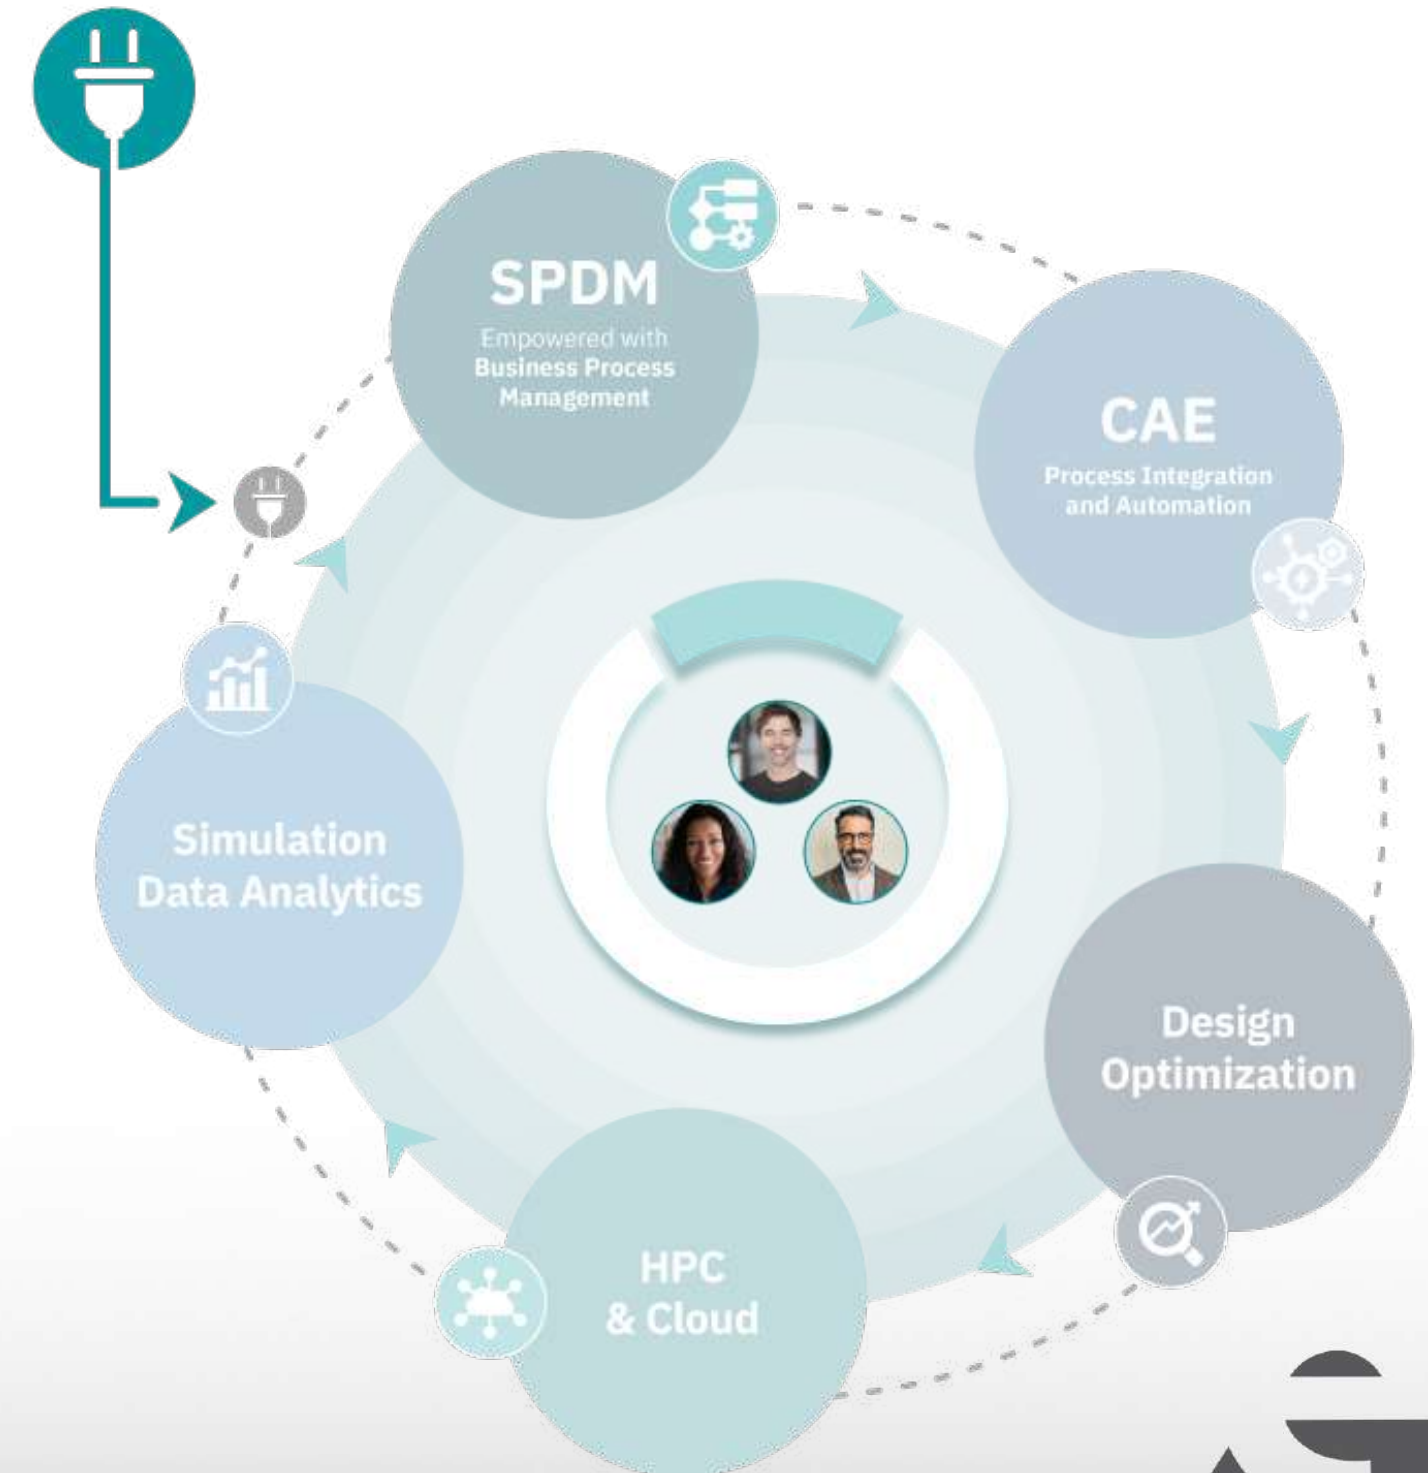 SPDM
Empowered with
Business Process
Management
CAE
Process Integration
and Automation
Simulation
Data Analytics
Design
Optimization
HPC
& Cloud